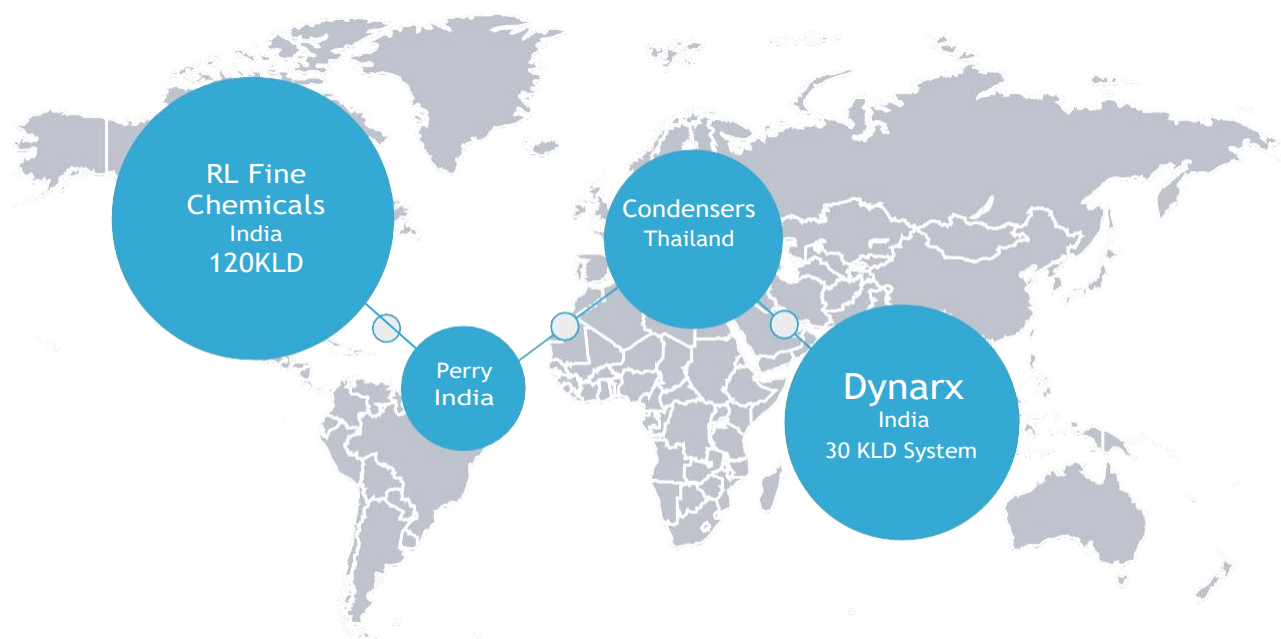 RL Fine
Chemicals
India
120KLD
Perry
India
Condensers
Thailand
Dynarx
India
30 KLD System